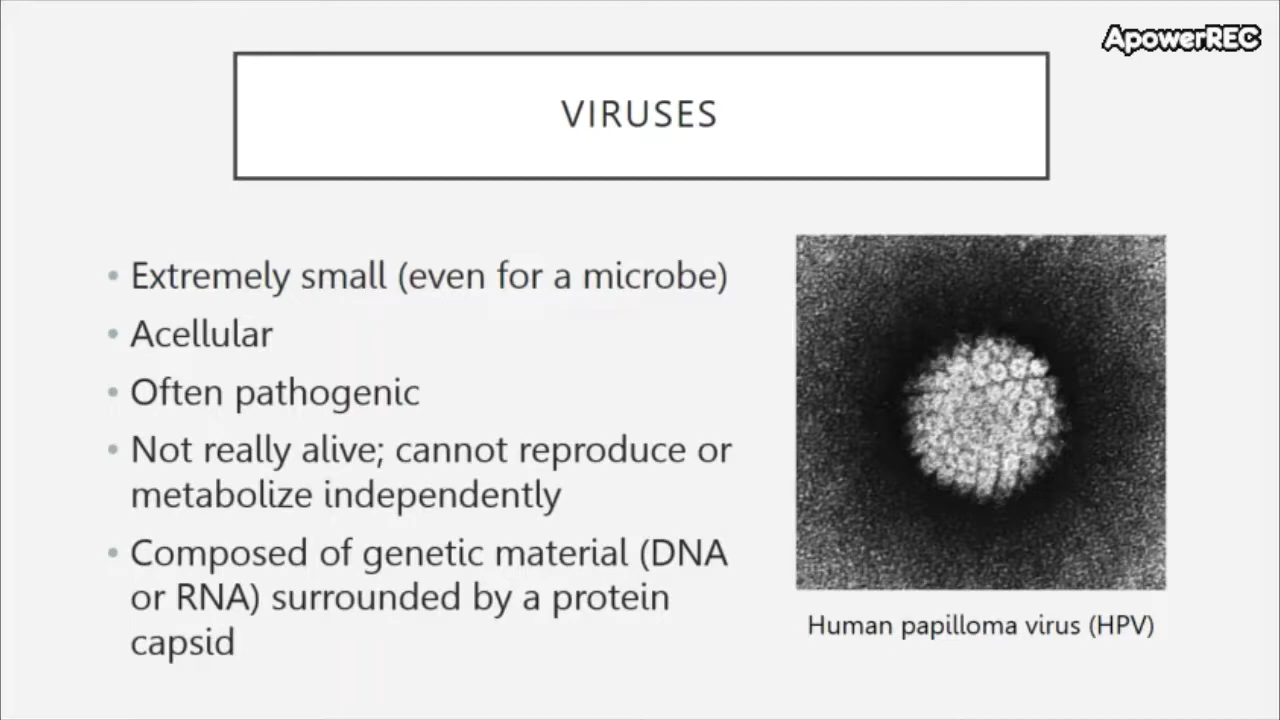 ApowerREC
VIRUSES
• Extremely small (even for a microbe)
• Acellular
• Often pathogenic
• Not really alive; cannot reproduce or
metabolize independently
• Composed of genetic material (DNA
or RNA) surrounded by a protein
capsid
Human papilloma virus (HPV)